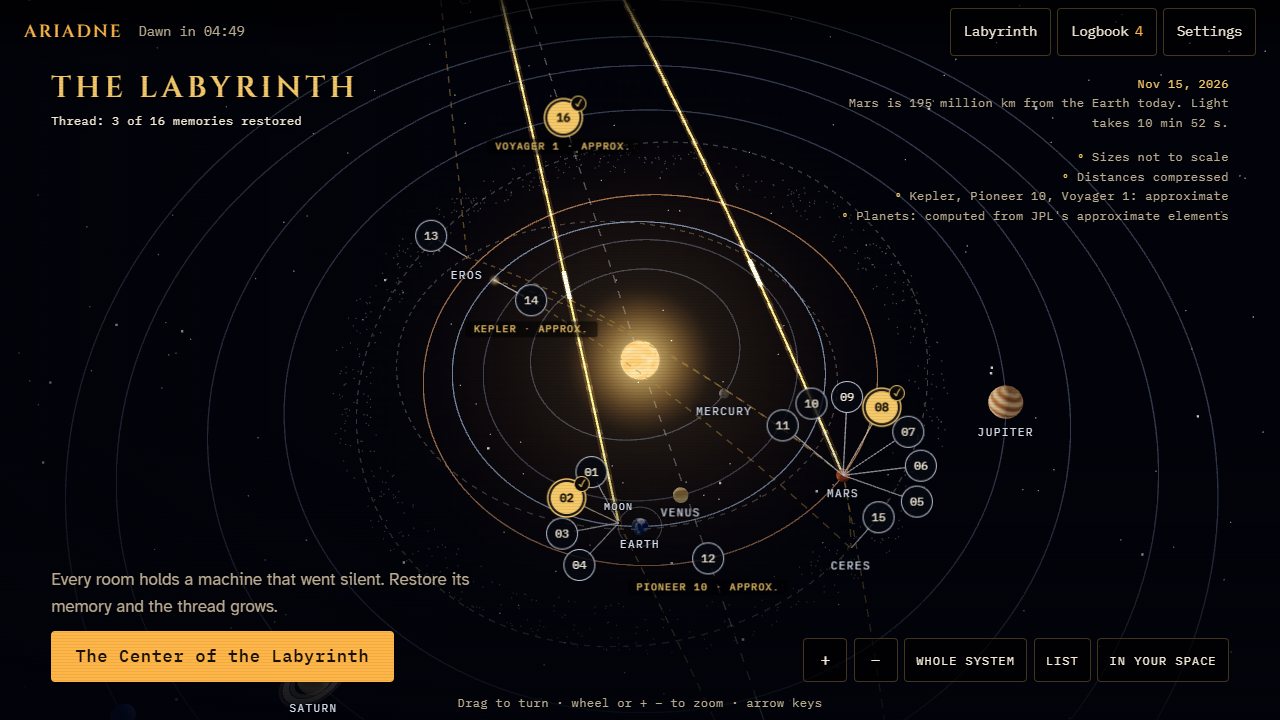 ARIADNE Dawn in 04:49
Labyrinth Logbook 4 Settings
THE LABYRINTH
Thread: 3 of 16 memories restored
Nov 15, 2026
Mars is 195 million km from the Earth today. Light
takes 10 min 52 s.
° Sizes not to scale
° Distances compressed
° Kepler, Pioneer 10, Voyager 1: approximate
° Planets: computed from JPL's approximate elements
16 ✓
VOYAGER 1 · APPROX.
13
EROS
14
KEPLER · APPROX.
MERCURY
11
10
09
08 ✓
07
06
05
15
MARS
CERES
JUPITER
01
02 ✓
03
04
MOON
VENUS
EARTH
12
PIONEER 10 · APPROX.
Every room holds a machine that went silent. Restore its
memory and the thread grows.
The Center of the Labyrinth
+ − WHOLE SYSTEM LIST IN YOUR SPACE
SATURN
Drag to turn · wheel or + − to zoom · arrow keys